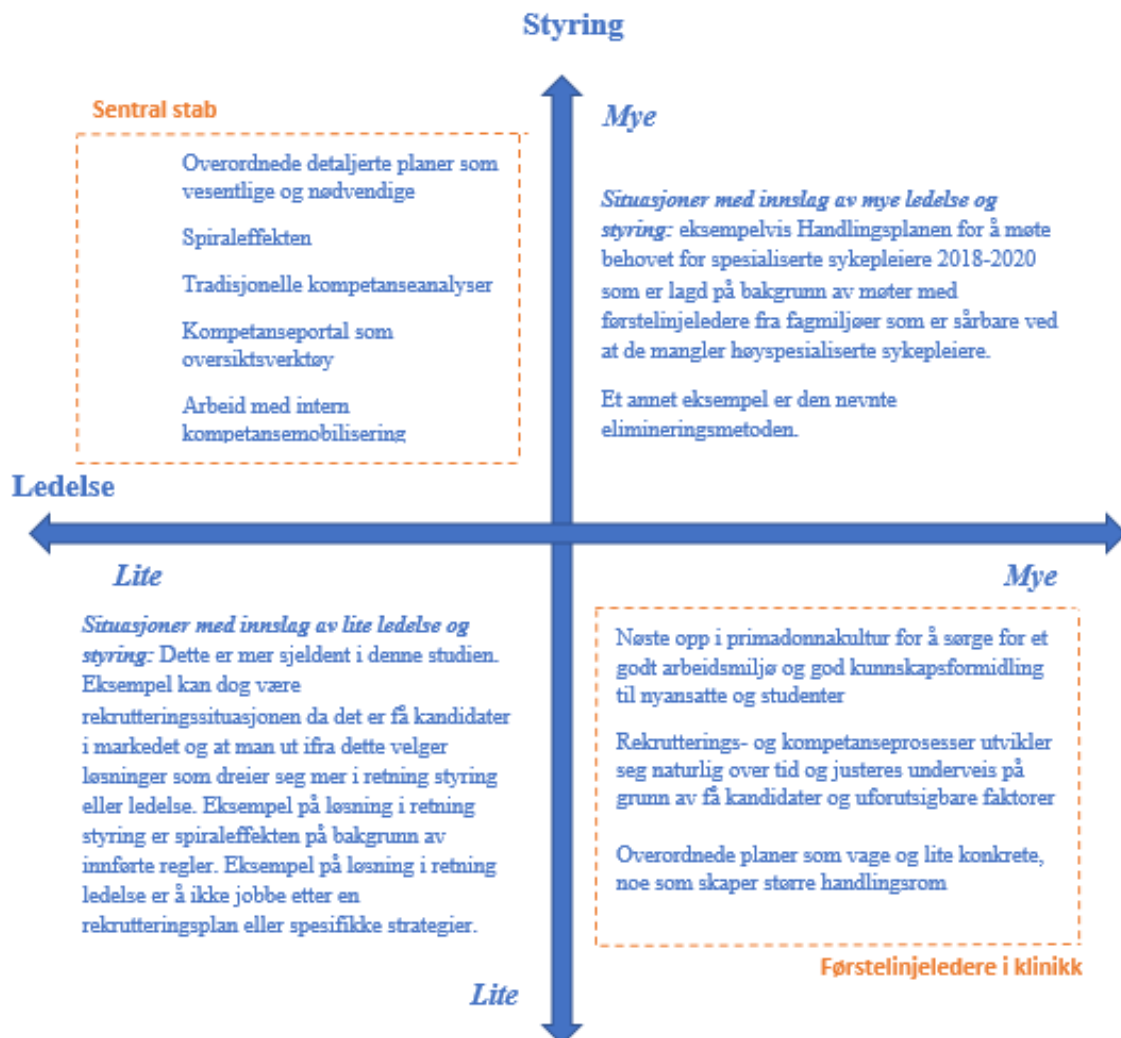 Styring
Sentral stab
Overordnede detaljerte planer som
vesentlige og nødvendige
Spiraleffekten
Tradisjonelle kompetanseanalyser
Kompetanseportal som
oversiktsverktøy
Arbeid med intern
kompetansemobilisering
Mye
Situasjoner med innslag av mye ledelse og
styring: eksempelvis Handlingsplanen for å møte
behovet for spesialiserte sykepleiere 2018-2020
som er lagd på bakgrunn av møter med
førstelinjeledere fra fagmiljøer som er sårbare ved
at de mangler høyspesialiserte sykepleiere.
Et annet eksempel er den nevnte
elimineringsmetoden.
Ledelse
Lite
Mye
Situasjoner med innslag av lite ledelse og
styring: Dette er mer sjeldent i denne studien.
Eksempel kan dog være
rekrutteringssituasjonen da det er få kandidater
i markedet og at man ut ifra dette velger
løsninger som dreier seg mer i retning styring
eller ledelse. Eksempel på løsning i retning
styring er spiraleffekten på bakgrunn av
innførte regler. Eksempel på løsning i retning
ledelse er å ikke jobbe etter en
rekrutteringsplan eller spesifikke strategier.
Nøste opp i primadonnakultur for å sørge for et
godt arbeidsmiljø og god kunnskapsformidling
til nyansatte og studenter
Rekrutterings- og kompetanseprosesser utvikler
seg naturlig over tid og justeres underveis på
grunn av få kandidater og uforutsigbare faktorer
Overordnede planer som vage og lite konkrete,
noe som skaper større handlingsrom
Førstelinjeledere i klinikk
Lite